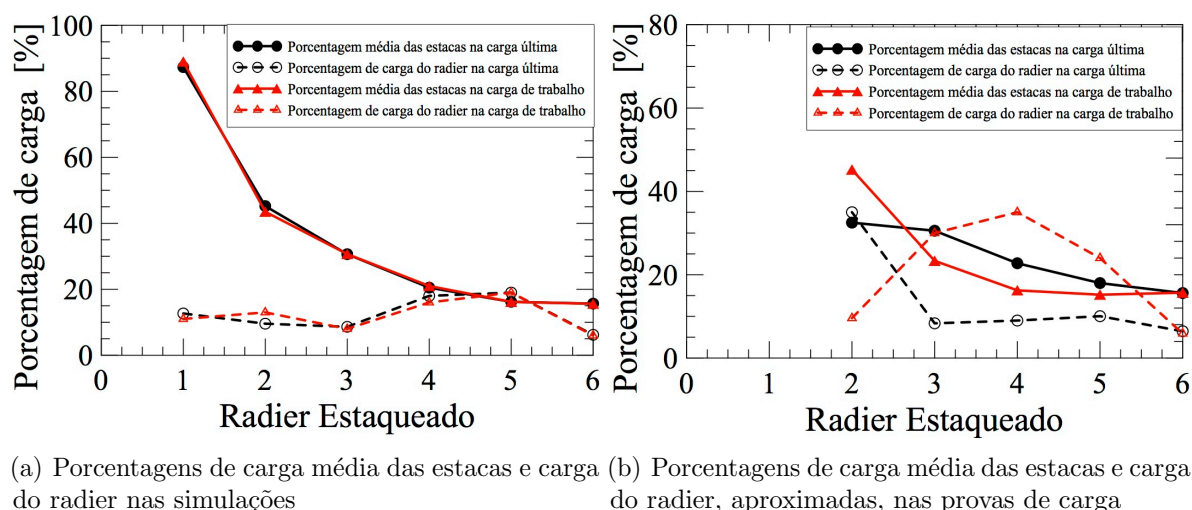 Porcentagem de carga [%]
100
80
60
40
20
0
Porcentagem média das estacas na carga última
Porcentagem de carga do radier na carga última
Porcentagem média das estacas na carga de trabalho
Porcentagem de carga do radier na carga de trabalho
0 1 2 3 4 5 6
Radier Estaqueado
(a) Porcentagens de carga média das estacas e carga
do radier nas simulações
Porcentagem de carga [%]
80
60
40
20
0
Porcentagem média das estacas na carga última
Porcentagem de carga do radier na carga última
Porcentagem média das estacas na carga de trabalho
Porcentagem de carga do radier na carga de trabalho
0 1 2 3 4 5 6
Radier Estaqueado
(b) Porcentagens de carga média das estacas e carga
do radier, aproximadas, nas provas de carga